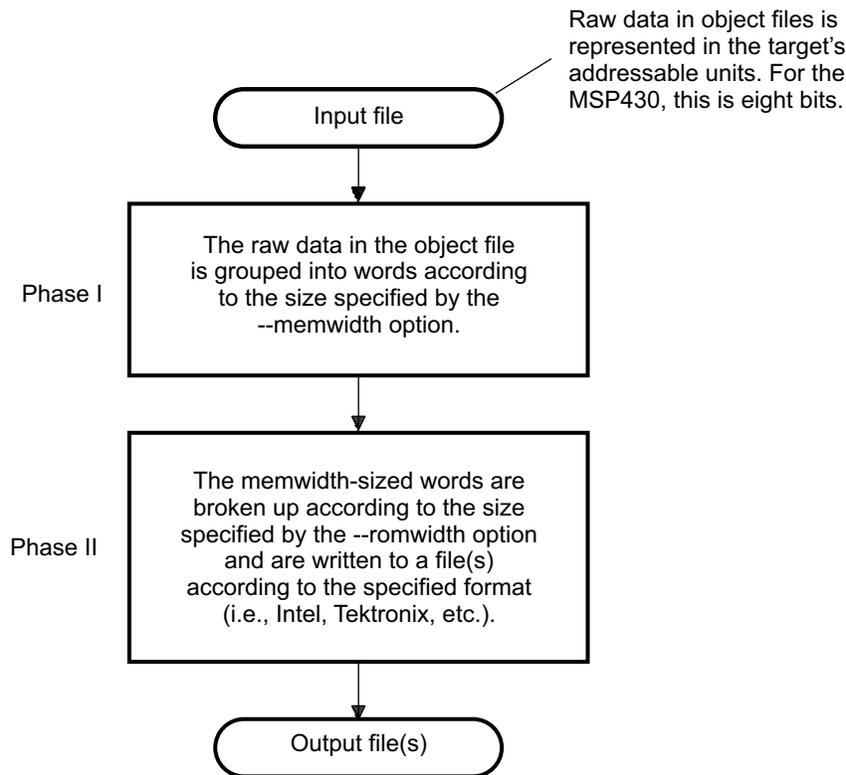 Raw data in object files is
represented in the target’s
addressable units. For the
MSP430, this is eight bits.
Input file
Phase I
The raw data in the object file
is grouped into words according
to the size specified by the
--memwidth option.
Phase II
The memwidth-sized words are
broken up according to the size
specified by the --romwidth option
and are written to a file(s)
according to the specified format
(i.e., Intel, Tektronix, etc.).
Output file(s)